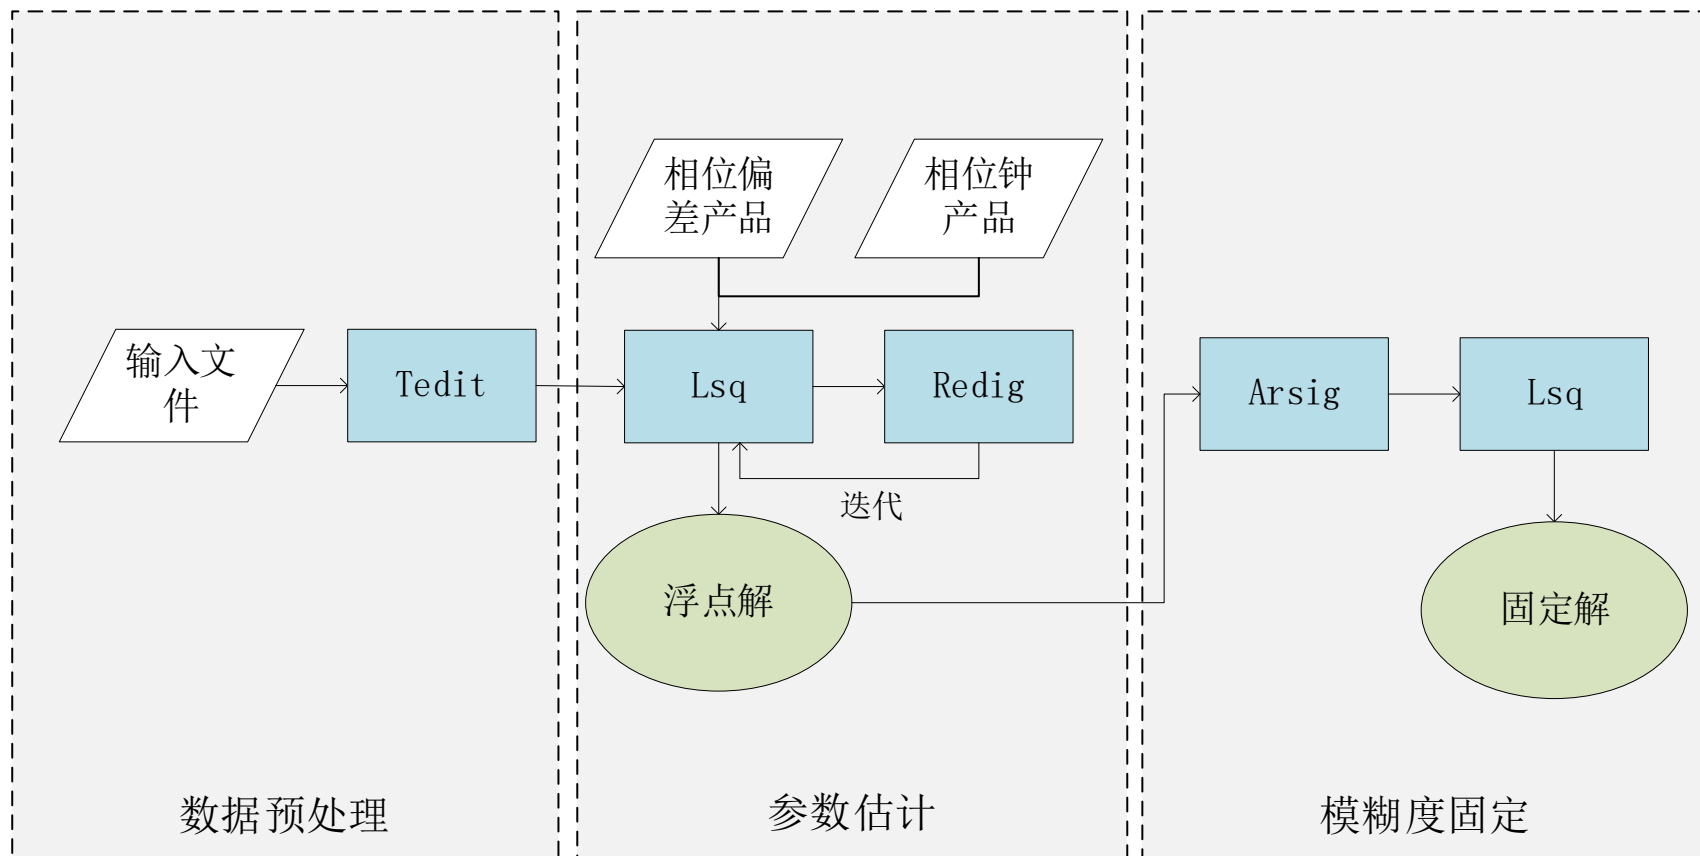 相位偏
差产品
相位钟
产品
输入文
件
Tedit
Lsq
Redig
Arsig
Lsq
迭代
浮点解
固定解
数据预处理
参数估计
模糊度固定